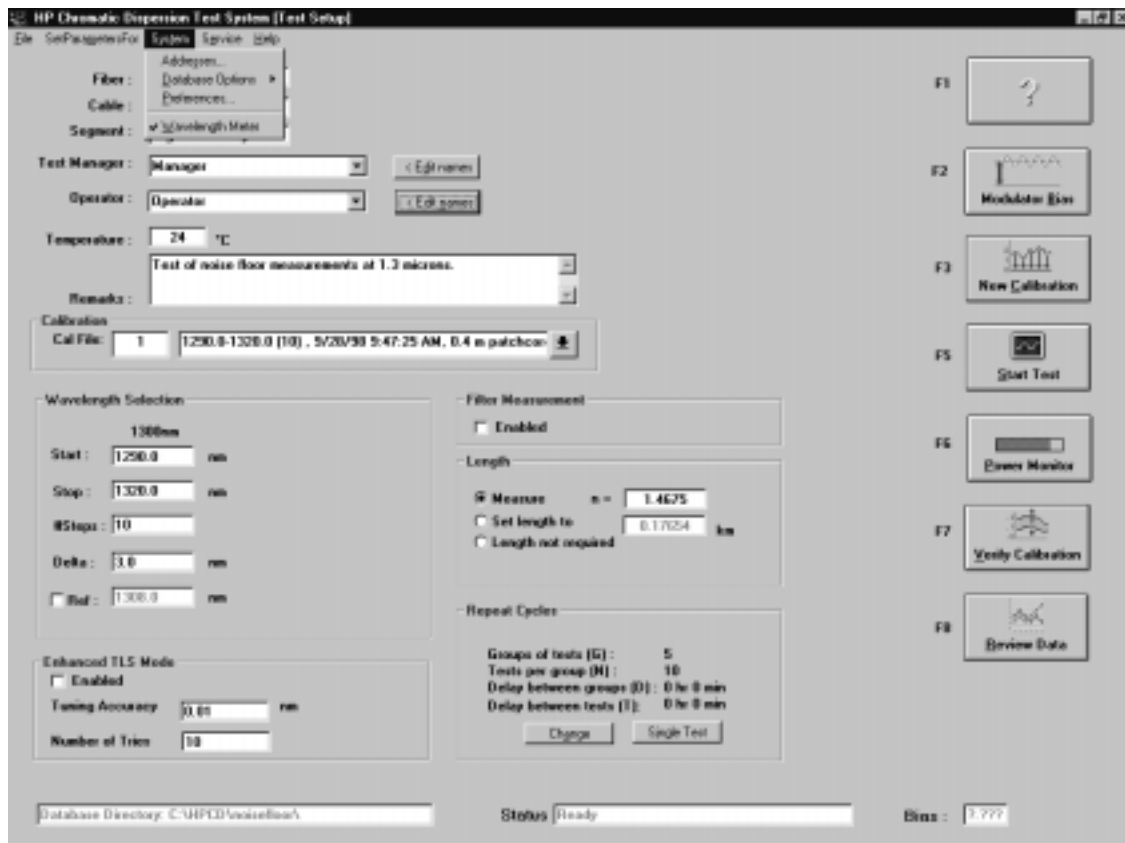 HP Chromatic Dispersion Test System [Test Setup]
File SetParametersFor System Service Help
Addresses...
Database Options
Preferences...
Wavelength Meter
Fiber :
Cable :
Segment :
Test Manager : Manager < Edit names
Operator : Operator < Edit names
Temperature : 24 °C
Remarks : Test of noise floor measurements at 1.3 microns.
Calibration
Cal File: 1 1290.0-1320.0 (10) , 9:47:25 AM, 0.4 m patchcor
Wavelength Selection
1300nm
Start : 1290.0 nm
Stop : 1320.0 nm
#Steps : 10
Delta : 3.0 nm
Ref : 1300.0 nm
Enhanced TLS Mode
Enabled
Tuning Accuracy 0.01 nm
Number of Tries 10
Filter Measurement
Enabled
Length
Measure n = 1.4675
Set length to km
Length not required
Repeat Cycles
Groups of tests (G) : 5
Tests per group (N) : 10
Delay between groups (D) : 0 hr 0 min
Delay between tests (T): 0 hr 0 min
Change Single Test
F1 ?
F2 Modulator Bias
F3 New Calibration
F5 Start Test
F6 Power Monitor
F7 Verify Calibration
F8 Review Data
Database Directory: C:\HPCD\noisefloor\
Status Ready
Bias : ?.???